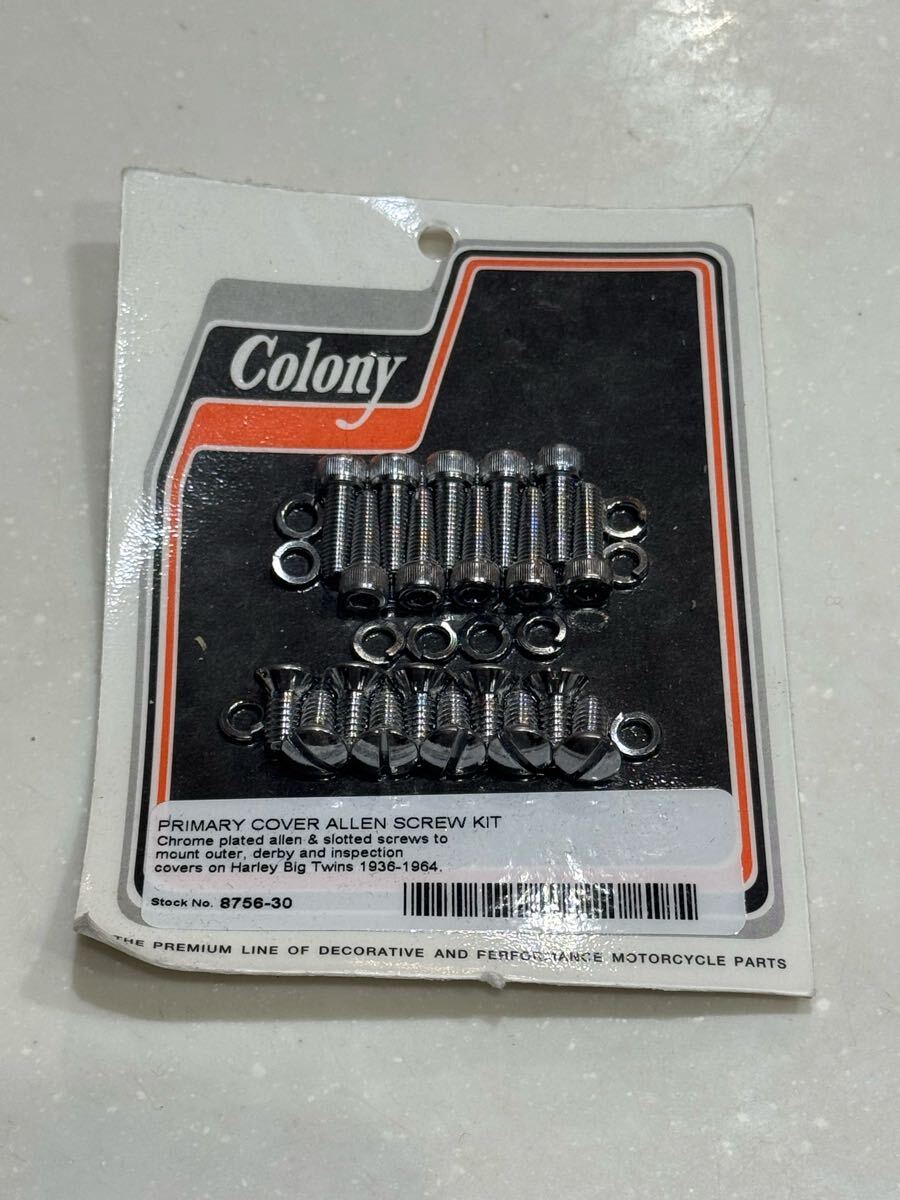 Colony
PRIMARY COVER ALLEN SCREW KIT
Chrome plated allen & slotted screws to
mount outer, derby and inspection
covers on Harley Big Twins 1936-1964.
Stock No. 8756-30
THE PREMIUM LINE OF DECORATIVE AND PERFORMANCE MOTORCYCLE PARTS